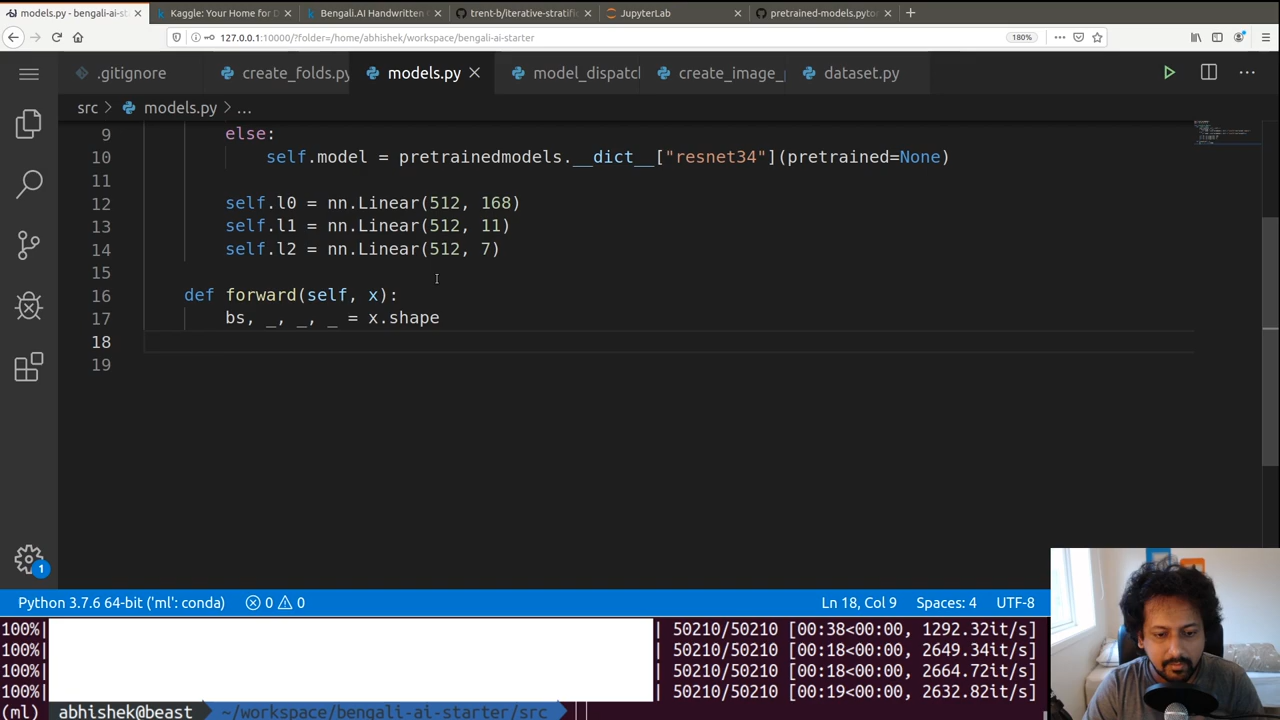 models.py - bengali-ai-sta
Kaggle: Your Home for D
Bengali.AI Handwritten
trent-b/iterative-stratifi
JupyterLab
pretrained-models.pytor
127.0.0.1:10000/?folder=/home/abhishek/workspace/bengali-ai-starter
180%
.gitignore
create_folds.py
models.py
model_dispatc
create_image_
dataset.py
src > models.py > ...
9 else:
10 self.model = pretrainedmodels.__dict__["resnet34"](pretrained=None)
11
12 self.l0 = nn.Linear(512, 168)
13 self.l1 = nn.Linear(512, 11)
14 self.l2 = nn.Linear(512, 7)
15
16 def forward(self, x):
17 bs, _, _, _ = x.shape
18
19
1
Python 3.7.6 64-bit ('ml': conda) 0 0 Ln 18, Col 9 Spaces: 4 UTF-8
100%| | 50210/50210 [00:38<00:00, 1292.32it/s]
100%| | 50210/50210 [00:18<00:00, 2649.34it/s]
100%| | 50210/50210 [00:18<00:00, 2664.72it/s]
100%| | 50210/50210 [00:19<00:00, 2632.82it/s]
(ml) abhishek@beast ~/workspace/bengali-ai-starter/src